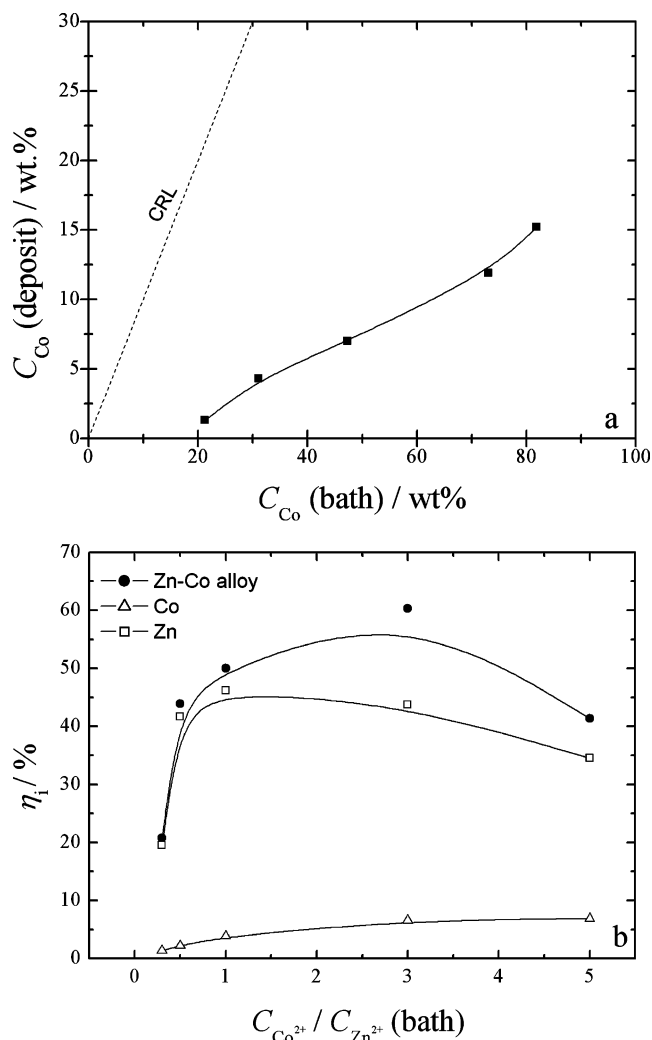 30
25
20
15
10
5
0
C_Co (deposit) / wt.%
CRL
a
0 20 40 60 80 100
C_Co (bath) / wt%
70
60
50
40
30
20
10
0
η_i / %
Zn-Co alloy
Co
Zn
b
0 1 2 3 4 5
C_Co²⁺ / C_Zn²⁺ (bath)